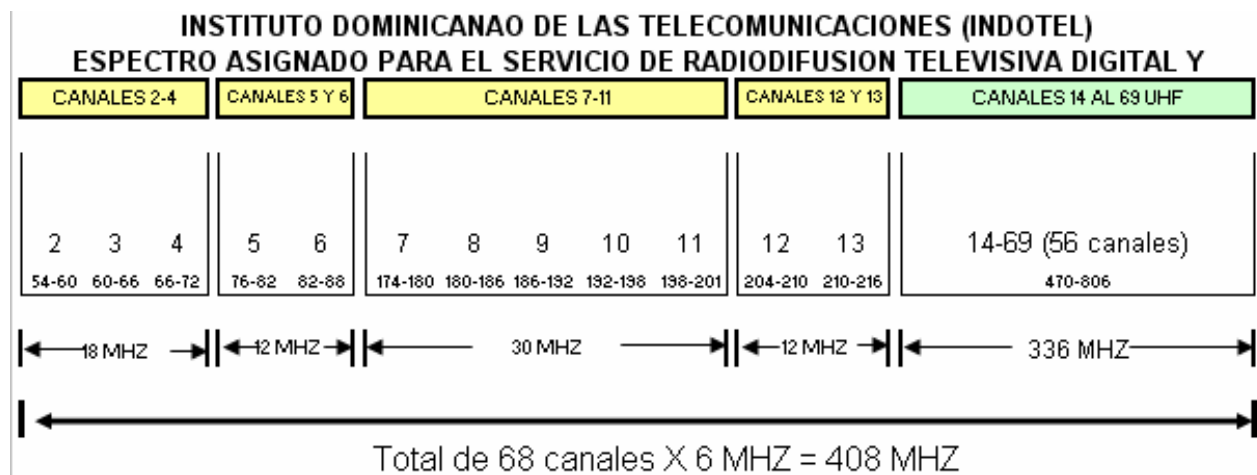 INSTITUTO DOMINICANAO DE LAS TELECOMUNICACIONES (INDOTEL)
ESPECTRO ASIGNADO PARA EL SERVICIO DE RADIODIFUSION TELEVISIVA DIGITAL Y
CANALES 2-4 CANALES 5 Y 6 CANALES 7-11 CANALES 12 Y 13 CANALES 14 AL 69 UHF
2 3 4 5 6 7 8 9 10 11 12 13 14-69 (56 canales)
54-60 60-66 66-72 76-82 82-88 174-180 180-186 186-192 192-198 198-201 204-210 210-216 470-806
18 MHZ 12 MHZ 30 MHZ 12 MHZ 336 MHZ
Total de 68 canales X 6 MHZ = 408 MHZ